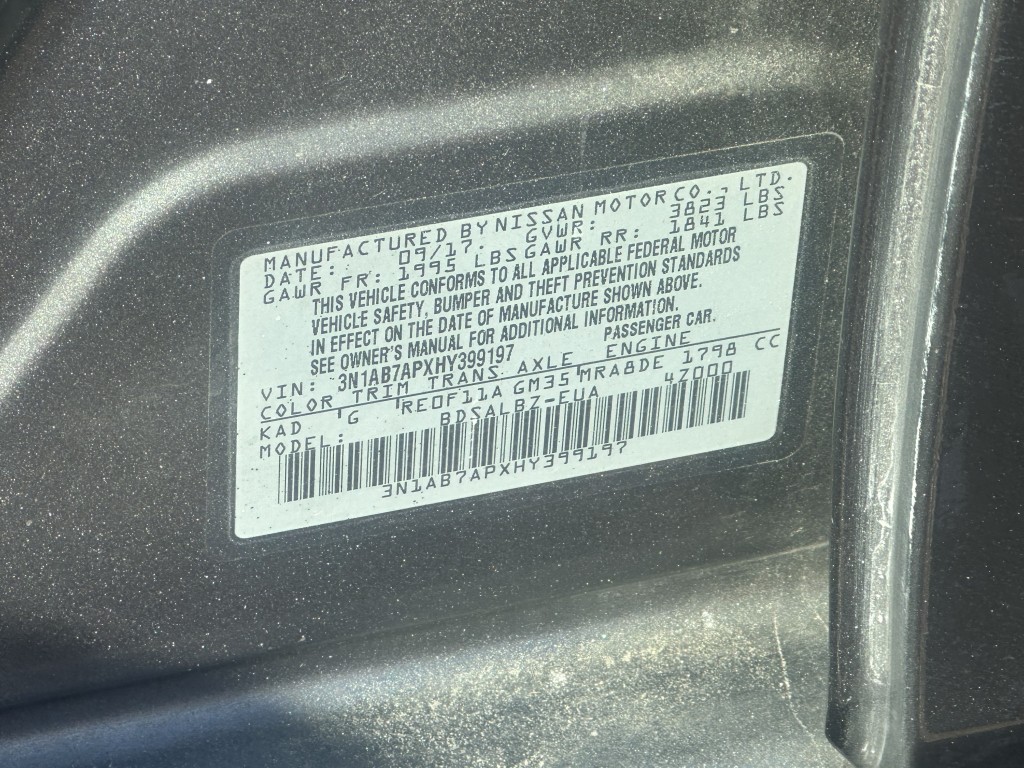 MANUFACTURED BY NISSAN MOTOR CO., LTD.
DATE: 09/17 GVWR: 3823 LBS
GAWR FR: 1995 LBS GAWR RR: 1841 LBS
THIS VEHICLE CONFORMS TO ALL APPLICABLE FEDERAL MOTOR
VEHICLE SAFETY, BUMPER AND THEFT PREVENTION STANDARDS
IN EFFECT ON THE DATE OF MANUFACTURE SHOWN ABOVE.
SEE OWNER'S MANUAL FOR ADDITIONAL INFORMATION.
VIN: 3N1AB7APXHY399197 PASSENGER CAR.
COLOR TRIM TRANS AXLE ENGINE
KAD G RE0F11A GM35 MRA8DE 1798 CC
MODEL: BDSALBZ-EUA 47000
3N1AB7APXHY399197